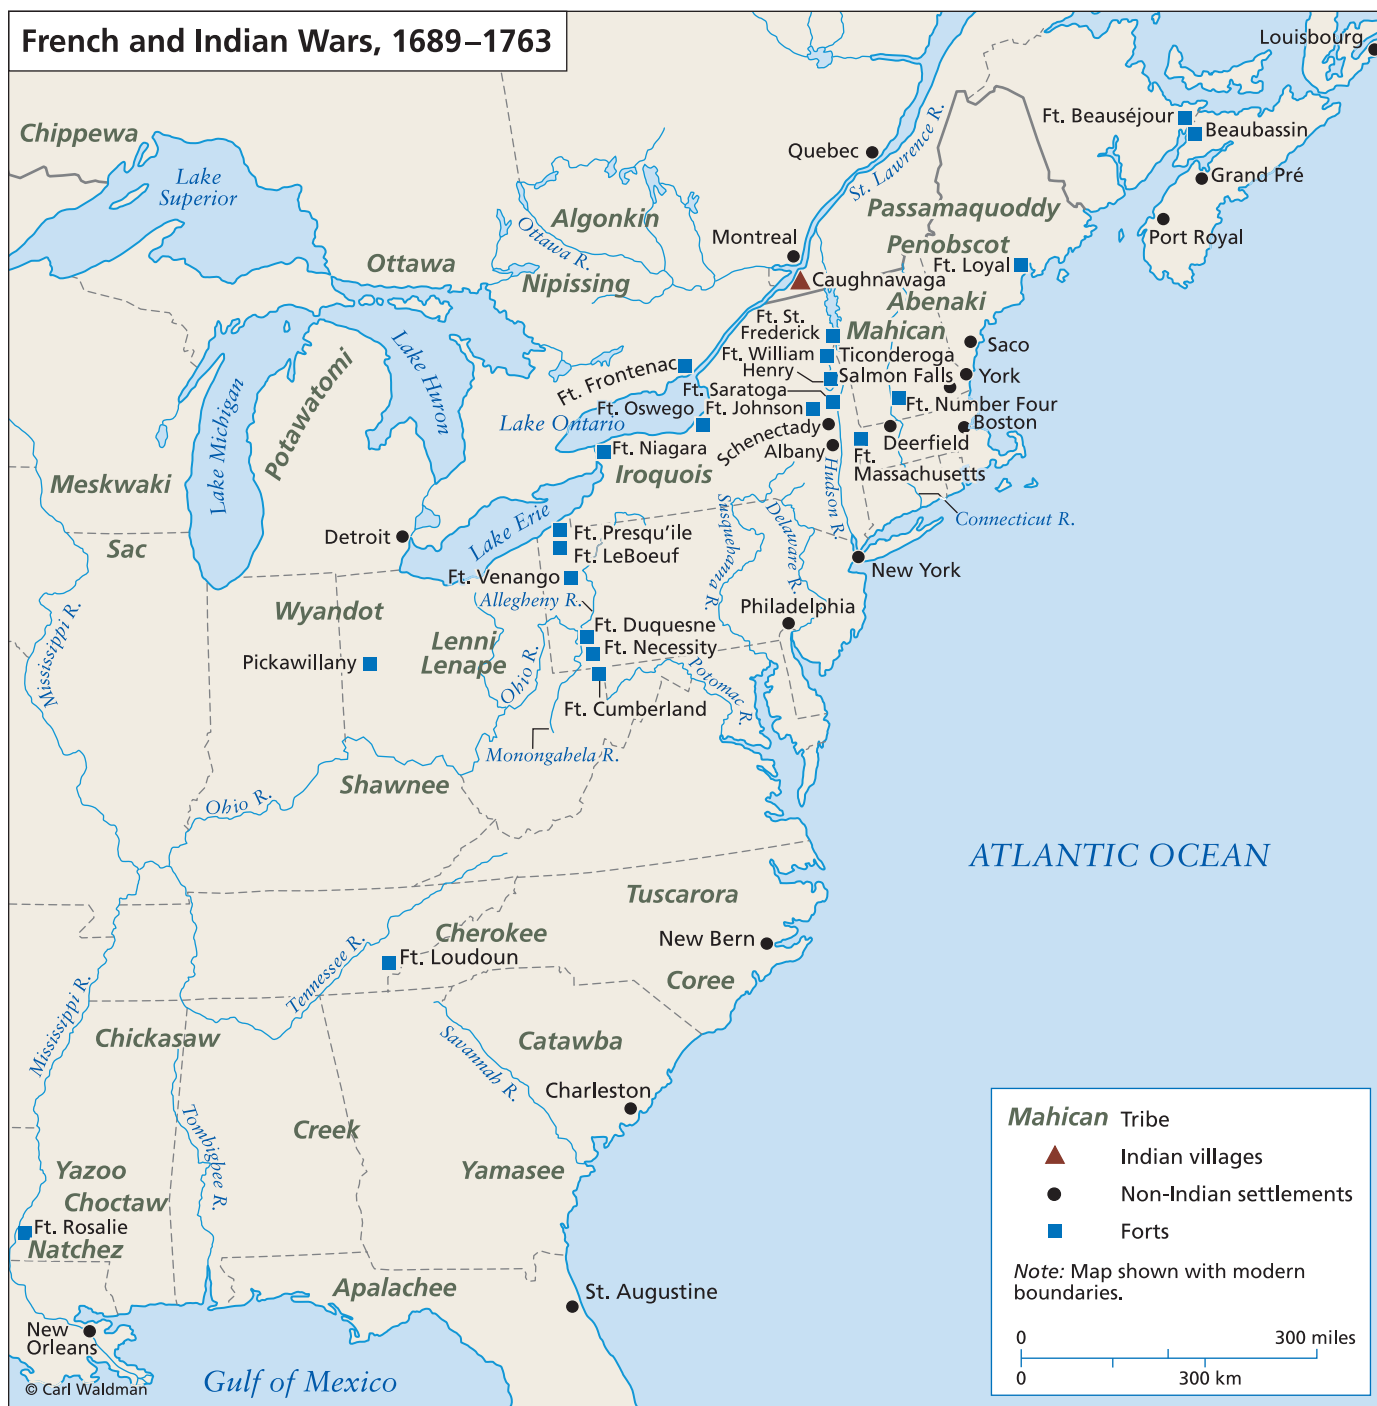 French and Indian Wars, 1689–1763
Louisbourg
Chippewa
Ft. Beauséjour
Beaubassin
Lake
Superior
Quebec
St. Lawrence R.
Grand Pré
Algonkin
Passamaquoddy
Ottawa R.
Montreal
Penobscot
Port Royal
Ottawa
Ft. Loyal
Nipissing
Caughnawaga
Abenaki
Ft. St.
Frederick
Mahican
Lake Huron
Saco
Ft. William
Henry
Ticonderoga
Potawatomi
Ft. Frontenac
Salmon Falls
York
Lake Michigan
Ft. Saratoga
Ft. Oswego
Ft. Johnson
Ft. Number Four
Lake Ontario
Boston
Schenectady
Deerfield
Ft. Niagara
Albany
Ft.
Massachusetts
Iroquois
Meskwaki
Hudson R.
Connecticut R.
Lake Erie
Susquehanna R.
Delaware R.
Detroit
Ft. Presqu’ile
Sac
Ft. LeBoeuf
New York
Ft. Venango
Allegheny R.
Wyandot
Philadelphia
Mississippi R.
Ft. Duquesne
Lenni
Lenape
Ft. Necessity
Pickawillany
Ohio R.
Potomac R.
Ft. Cumberland
Monongahela R.
Shawnee
Ohio R.
ATLANTIC OCEAN
Tuscarora
Cherokee
New Bern
Ft. Loudoun
Tennessee R.
Coree
Mississippi R.
Chickasaw
Savannah R.
Catawba
Charleston
Tombigbee R.
Creek
Yazoo
Yamasee
Choctaw
Ft. Rosalie
Natchez
Apalachee
St. Augustine
New
Orleans
Gulf of Mexico
© Carl Waldman
Mahican Tribe
Indian villages
Non-Indian settlements
Forts
Note: Map shown with modern
boundaries.
0 300 miles
0 300 km